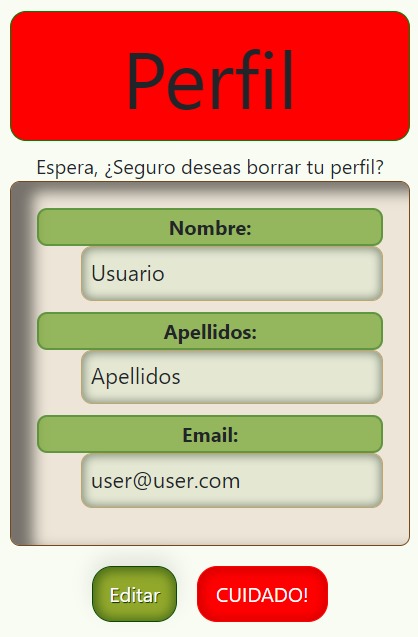 Perfil
Espera, ¿Seguro deseas borrar tu perfil?
Nombre:
Usuario
Apellidos:
Apellidos
Email:
user@user.com
Editar
CUIDADO!